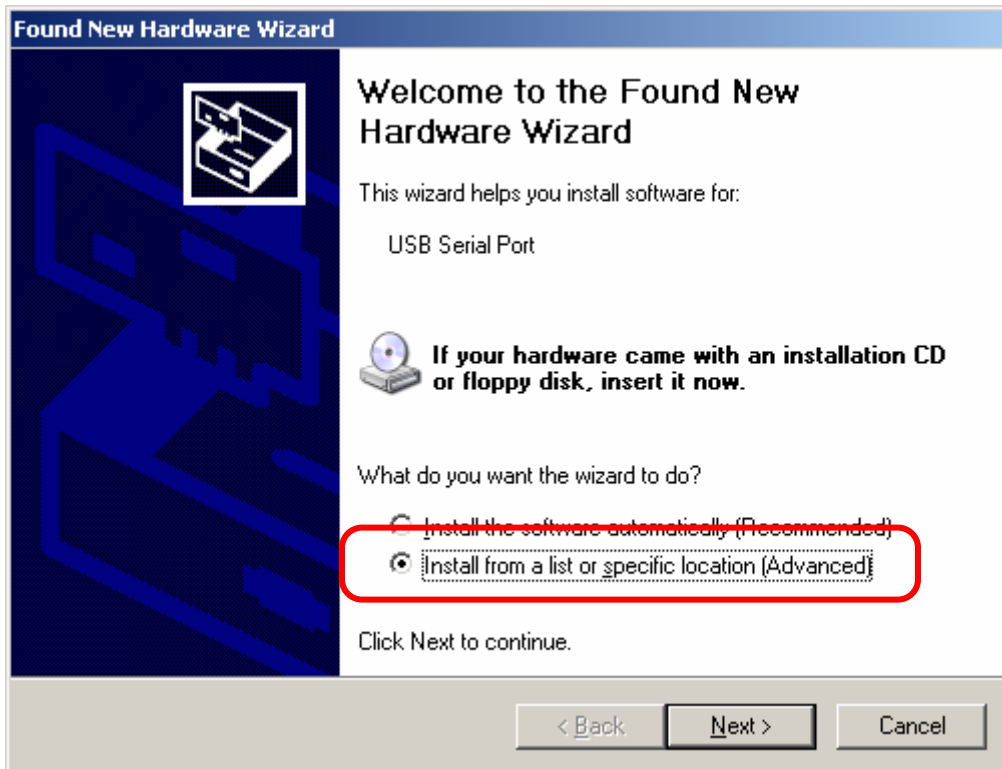 Found New Hardware Wizard
Welcome to the Found New
Hardware Wizard
This wizard helps you install software for:
USB Serial Port
If your hardware came with an installation CD
or floppy disk, insert it now.
What do you want the wizard to do?
Install the software automatically (Recommended)
Install from a list or specific location (Advanced)
Click Next to continue.
< Back
Next >
Cancel